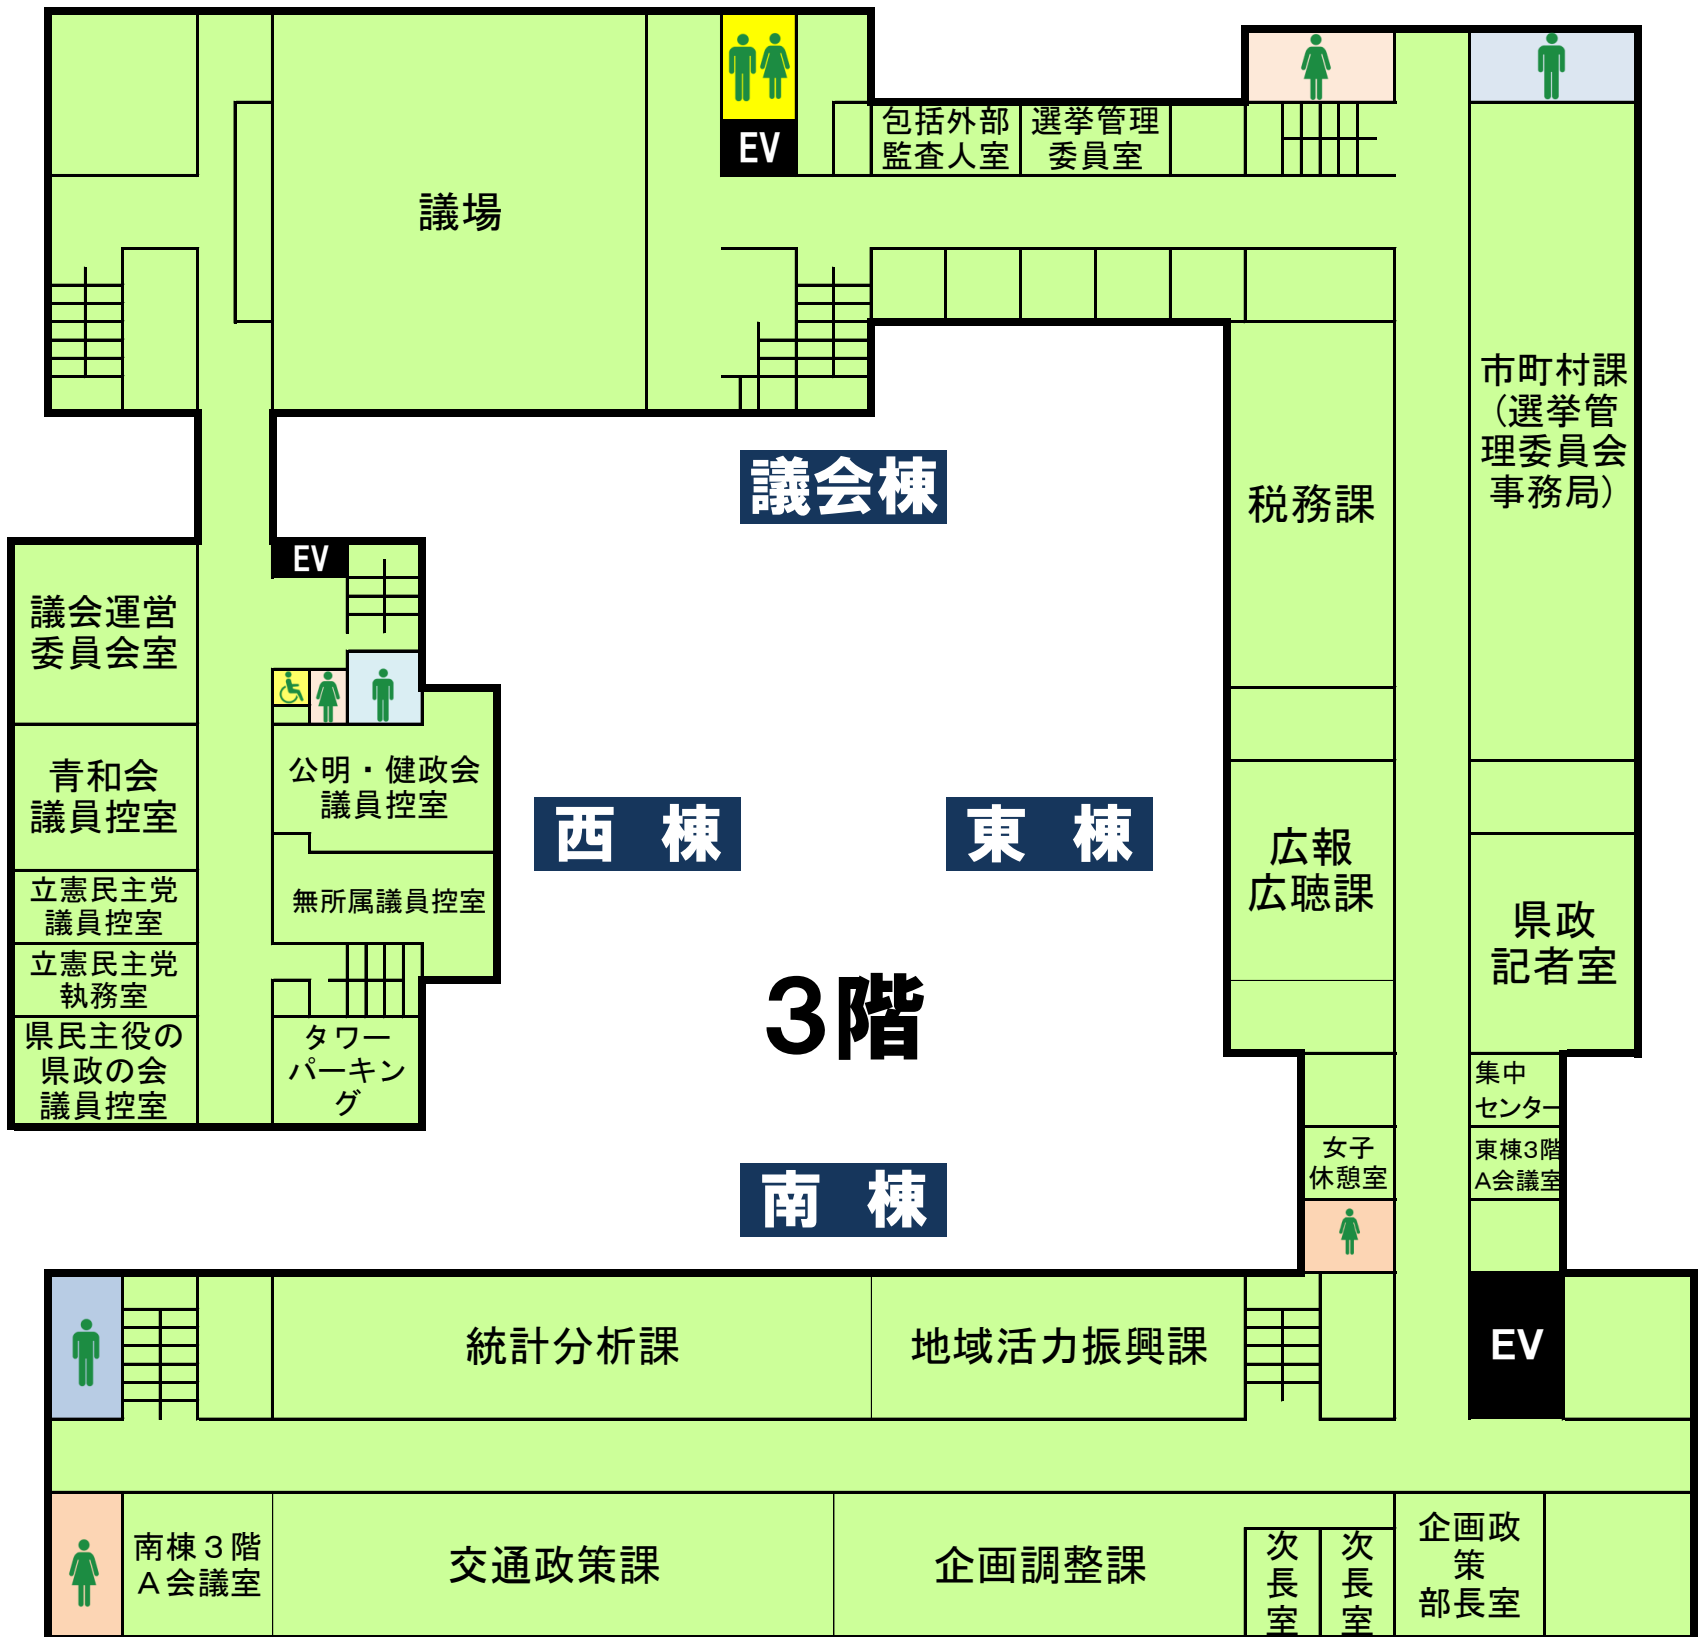 EV
包括外部
監査人室
選挙管理
委員室
議場
市町村課
（選挙管
理委員会
事務局）
税務課
議会棟
EV
議会運営
委員会室
青和会
議員控室
公明・健政会
議員控室
西　棟
東　棟
広報
広聴課
立憲民主党
議員控室
無所属議員控室
県政
記者室
立憲民主党
執務室
３階
県民主役の
県政の会
議員控室
タワー
パーキン
グ
集中
センター
女子
休憩室
東棟３階
Ａ会議室
南　棟
統計分析課
地域活力振興課
EV
南棟３階
Ａ会議室
交通政策課
企画調整課
次
長
室
次
長
室
企画政
策
部長室